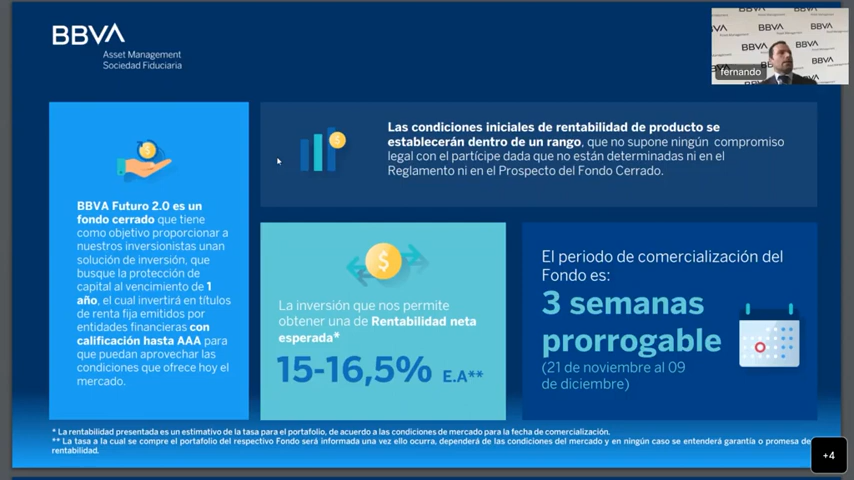 BBVA
Asset Management
Sociedad Fiduciaria
fernando
BBVA Futuro 2.0 es un
fondo cerrado que tiene
como objetivo proporcionar a
nuestros inversionistas unan
solución de inversión, que
busque la protección de
capital al vencimiento de 1
año, el cual invertirá en títulos
de renta fija emitidos por
entidades financieras con
calificación hasta AAA para
que puedan aprovechar las
condiciones que ofrece hoy el
mercado.
Las condiciones iniciales de rentabilidad de producto se
establecerán dentro de un rango, que no supone ningún compromiso
legal con el partícipe dada que no están determinadas ni en el
Reglamento ni en el Prospecto del Fondo Cerrado.
La inversión que nos permite
obtener una de Rentabilidad neta
esperada*
15-16,5% E.A**
El periodo de comercialización del
Fondo es:
3 semanas
prorrogable
(21 de noviembre al 09
de diciembre)
* La rentabilidad presentada es un estimativo de la tasa para el portafolio, de acuerdo a las condiciones de mercado para la fecha de comercialización.
** La tasa a la cual se compre el portafolio del respectivo Fondo será informada una vez ello ocurra, dependerá de las condiciones del mercado y en ningún caso se entenderá garantía o promesa de
rentabilidad.
+4